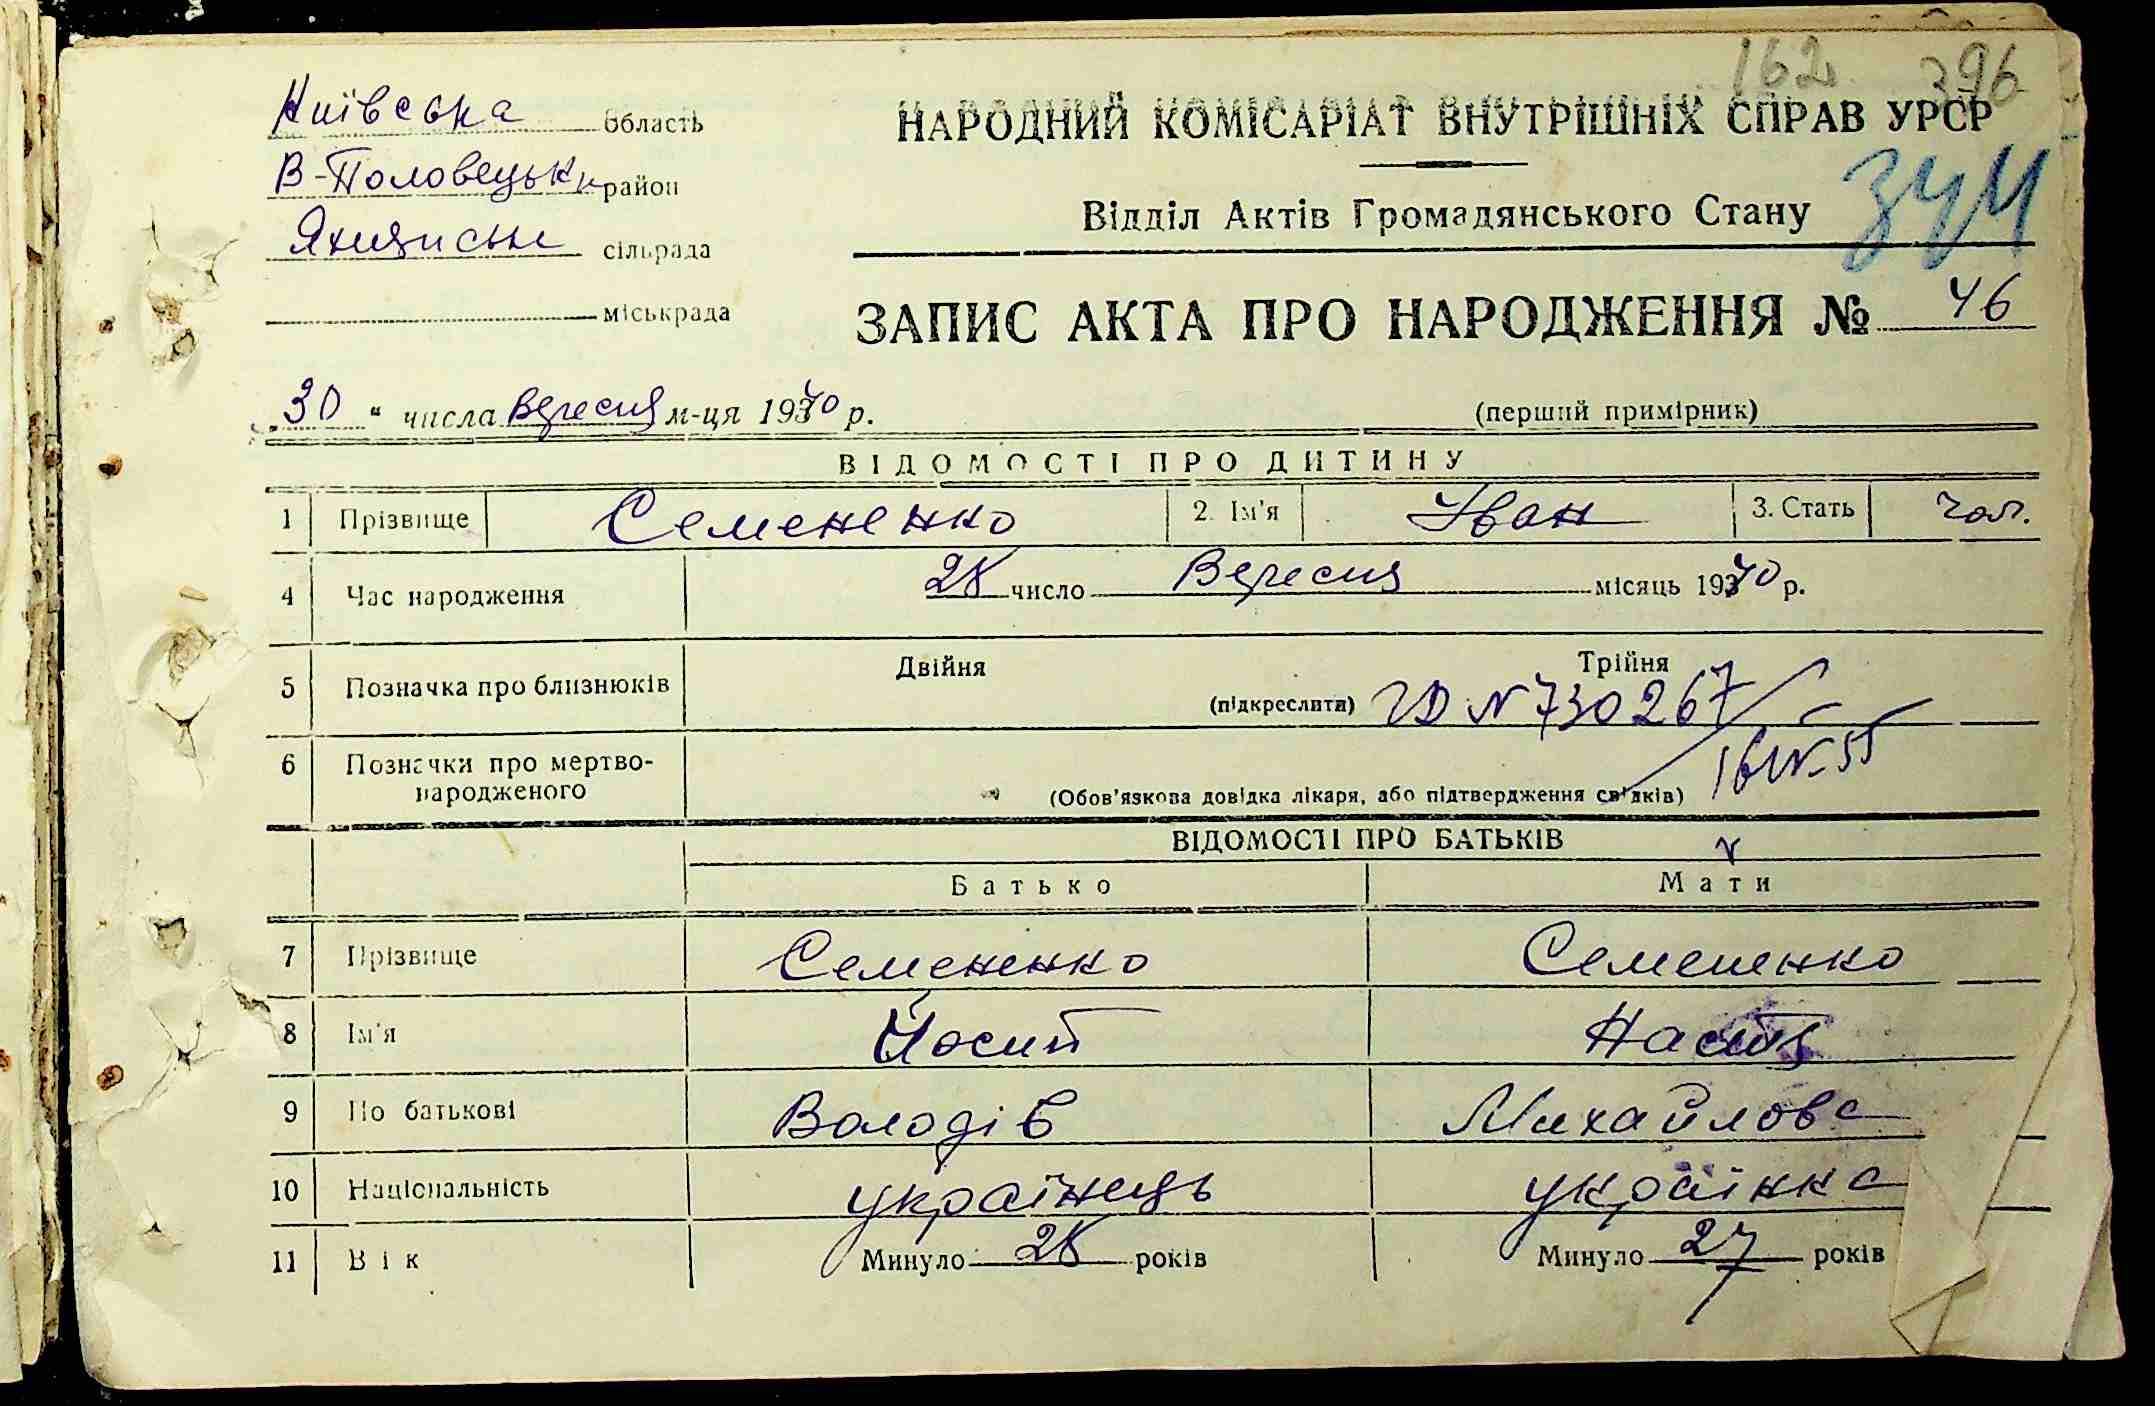 162 396
Київська область
НАРОДНИЙ КОМІСАРІАТ ВНУТРІШНІХ СПРАВ УРСР
В-Половецьк район
Відділ Актів Громадянського Стану
сільрада
міськрада
ЗАПИС АКТА ПРО НАРОДЖЕННЯ № 46
30 " числа Вересня м-ця 1940 р.
(перший примірник)
ВІДОМОСТІ ПРО ДИТИНУ
1 Прізвище Семененко 2. Ім'я Іван 3. Стать чол.
4 Час народження 28 число Вересня місяць 1940 р.
5 Позначка про близнюків Двійня Трійня
(підкреслити) N 730267
6 Позначки про мертво-
народженого
(Обов'язкова довідка лікаря, або підтвердження свідків)
ВІДОМОСТІ ПРО БАТЬКІВ
Батько Мати
7 Прізвище Семененко Семененко
8 Ім'я Йосип Настя
9 По батькові Володів Михайлова
10 Національність українець українка
11 Вік Минуло 28 років Минуло 27 років